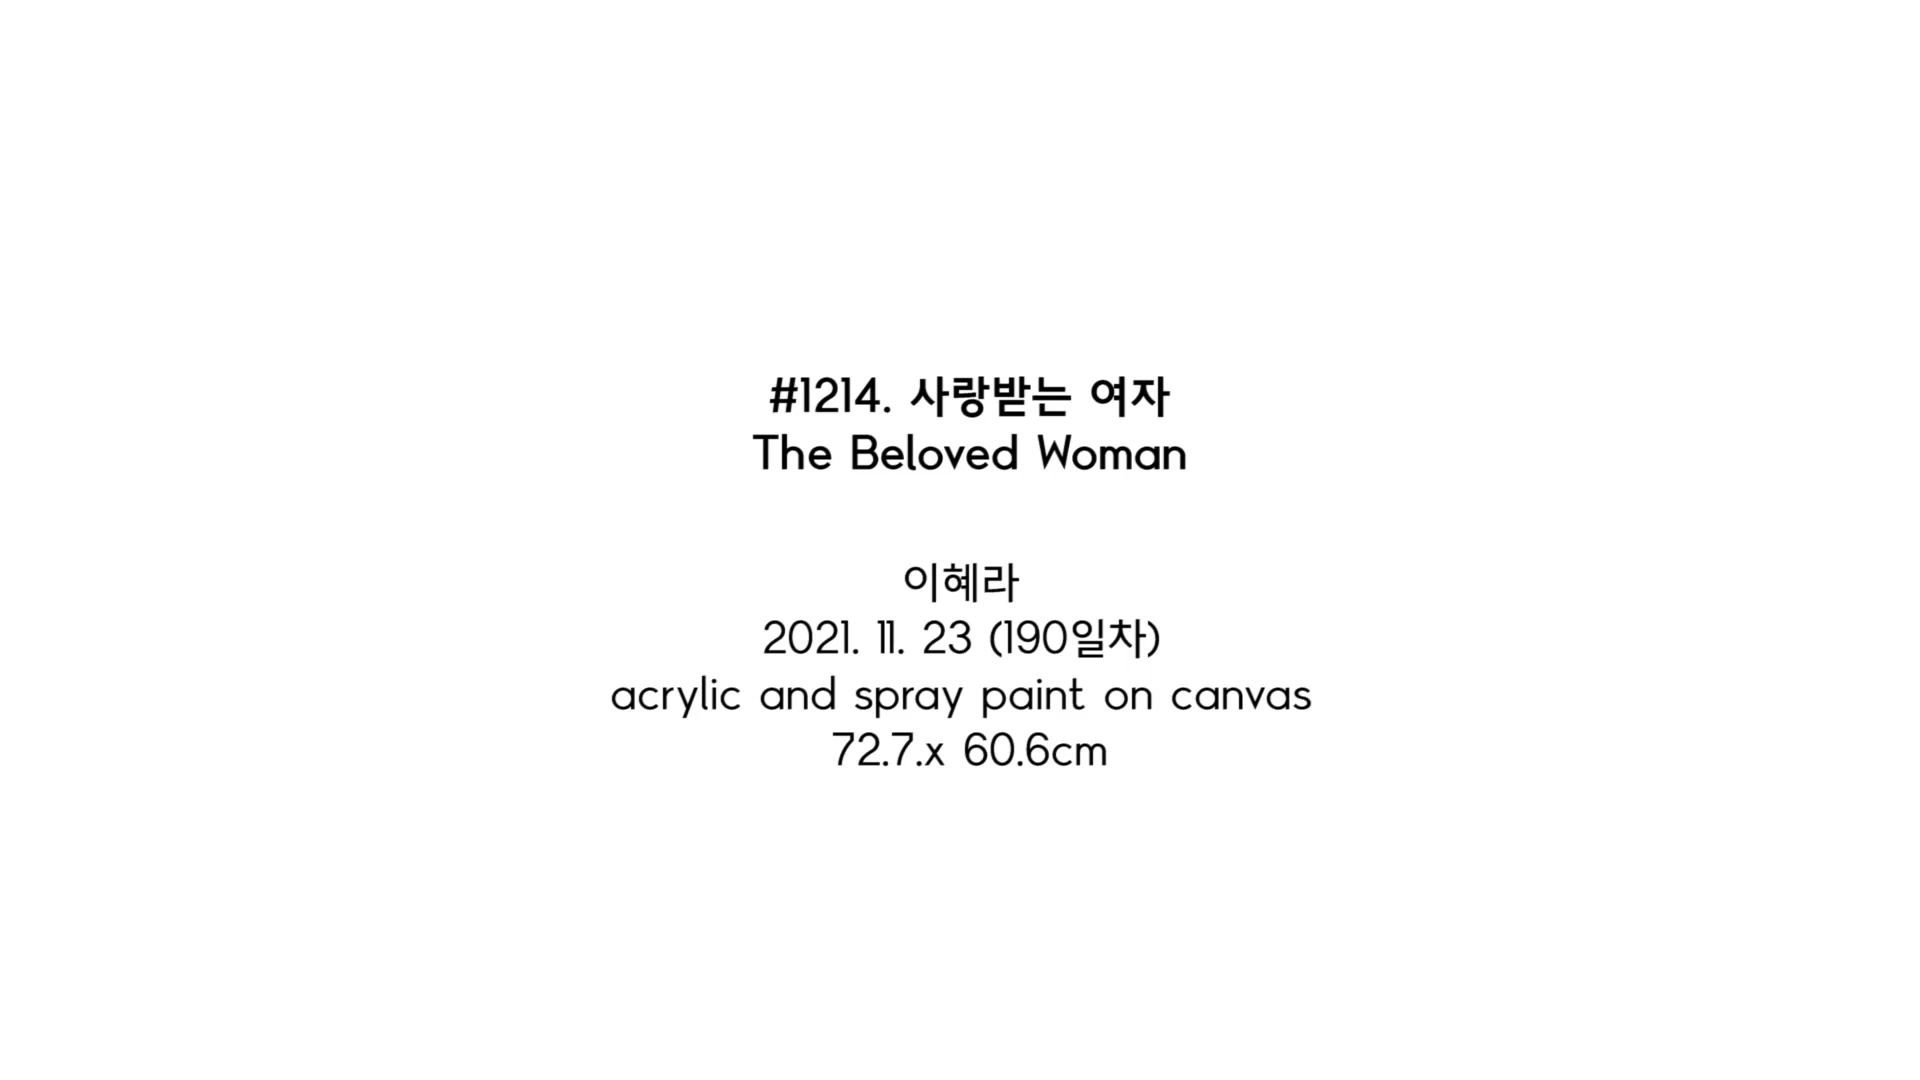 #1214. 사랑받는 여자
The Beloved Woman
이혜라
2021. 11. 23 (190일차)
acrylic and spray paint on canvas
72.7.x 60.6cm